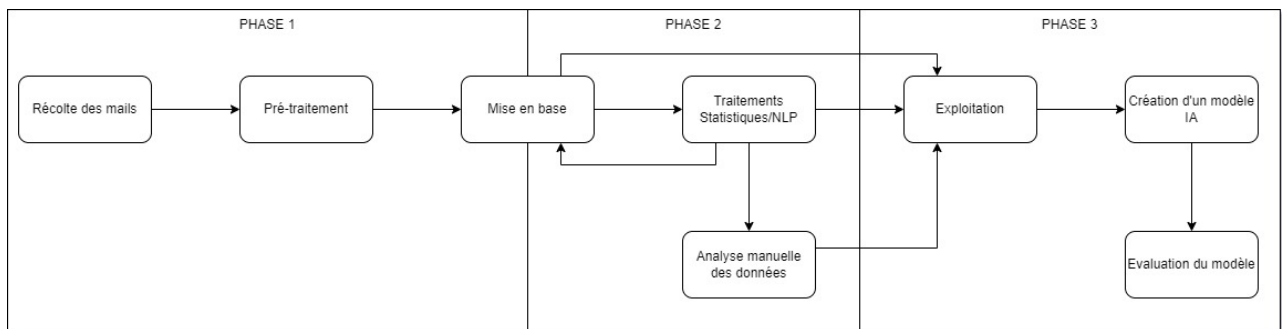 PHASE 1
PHASE 2
PHASE 3
Récolte des mails
Pré-traitement
Mise en base
Traitements
Statistiques/NLP
Exploitation
Création d'un modèle
IA
Analyse manuelle
des données
Evaluation du modèle